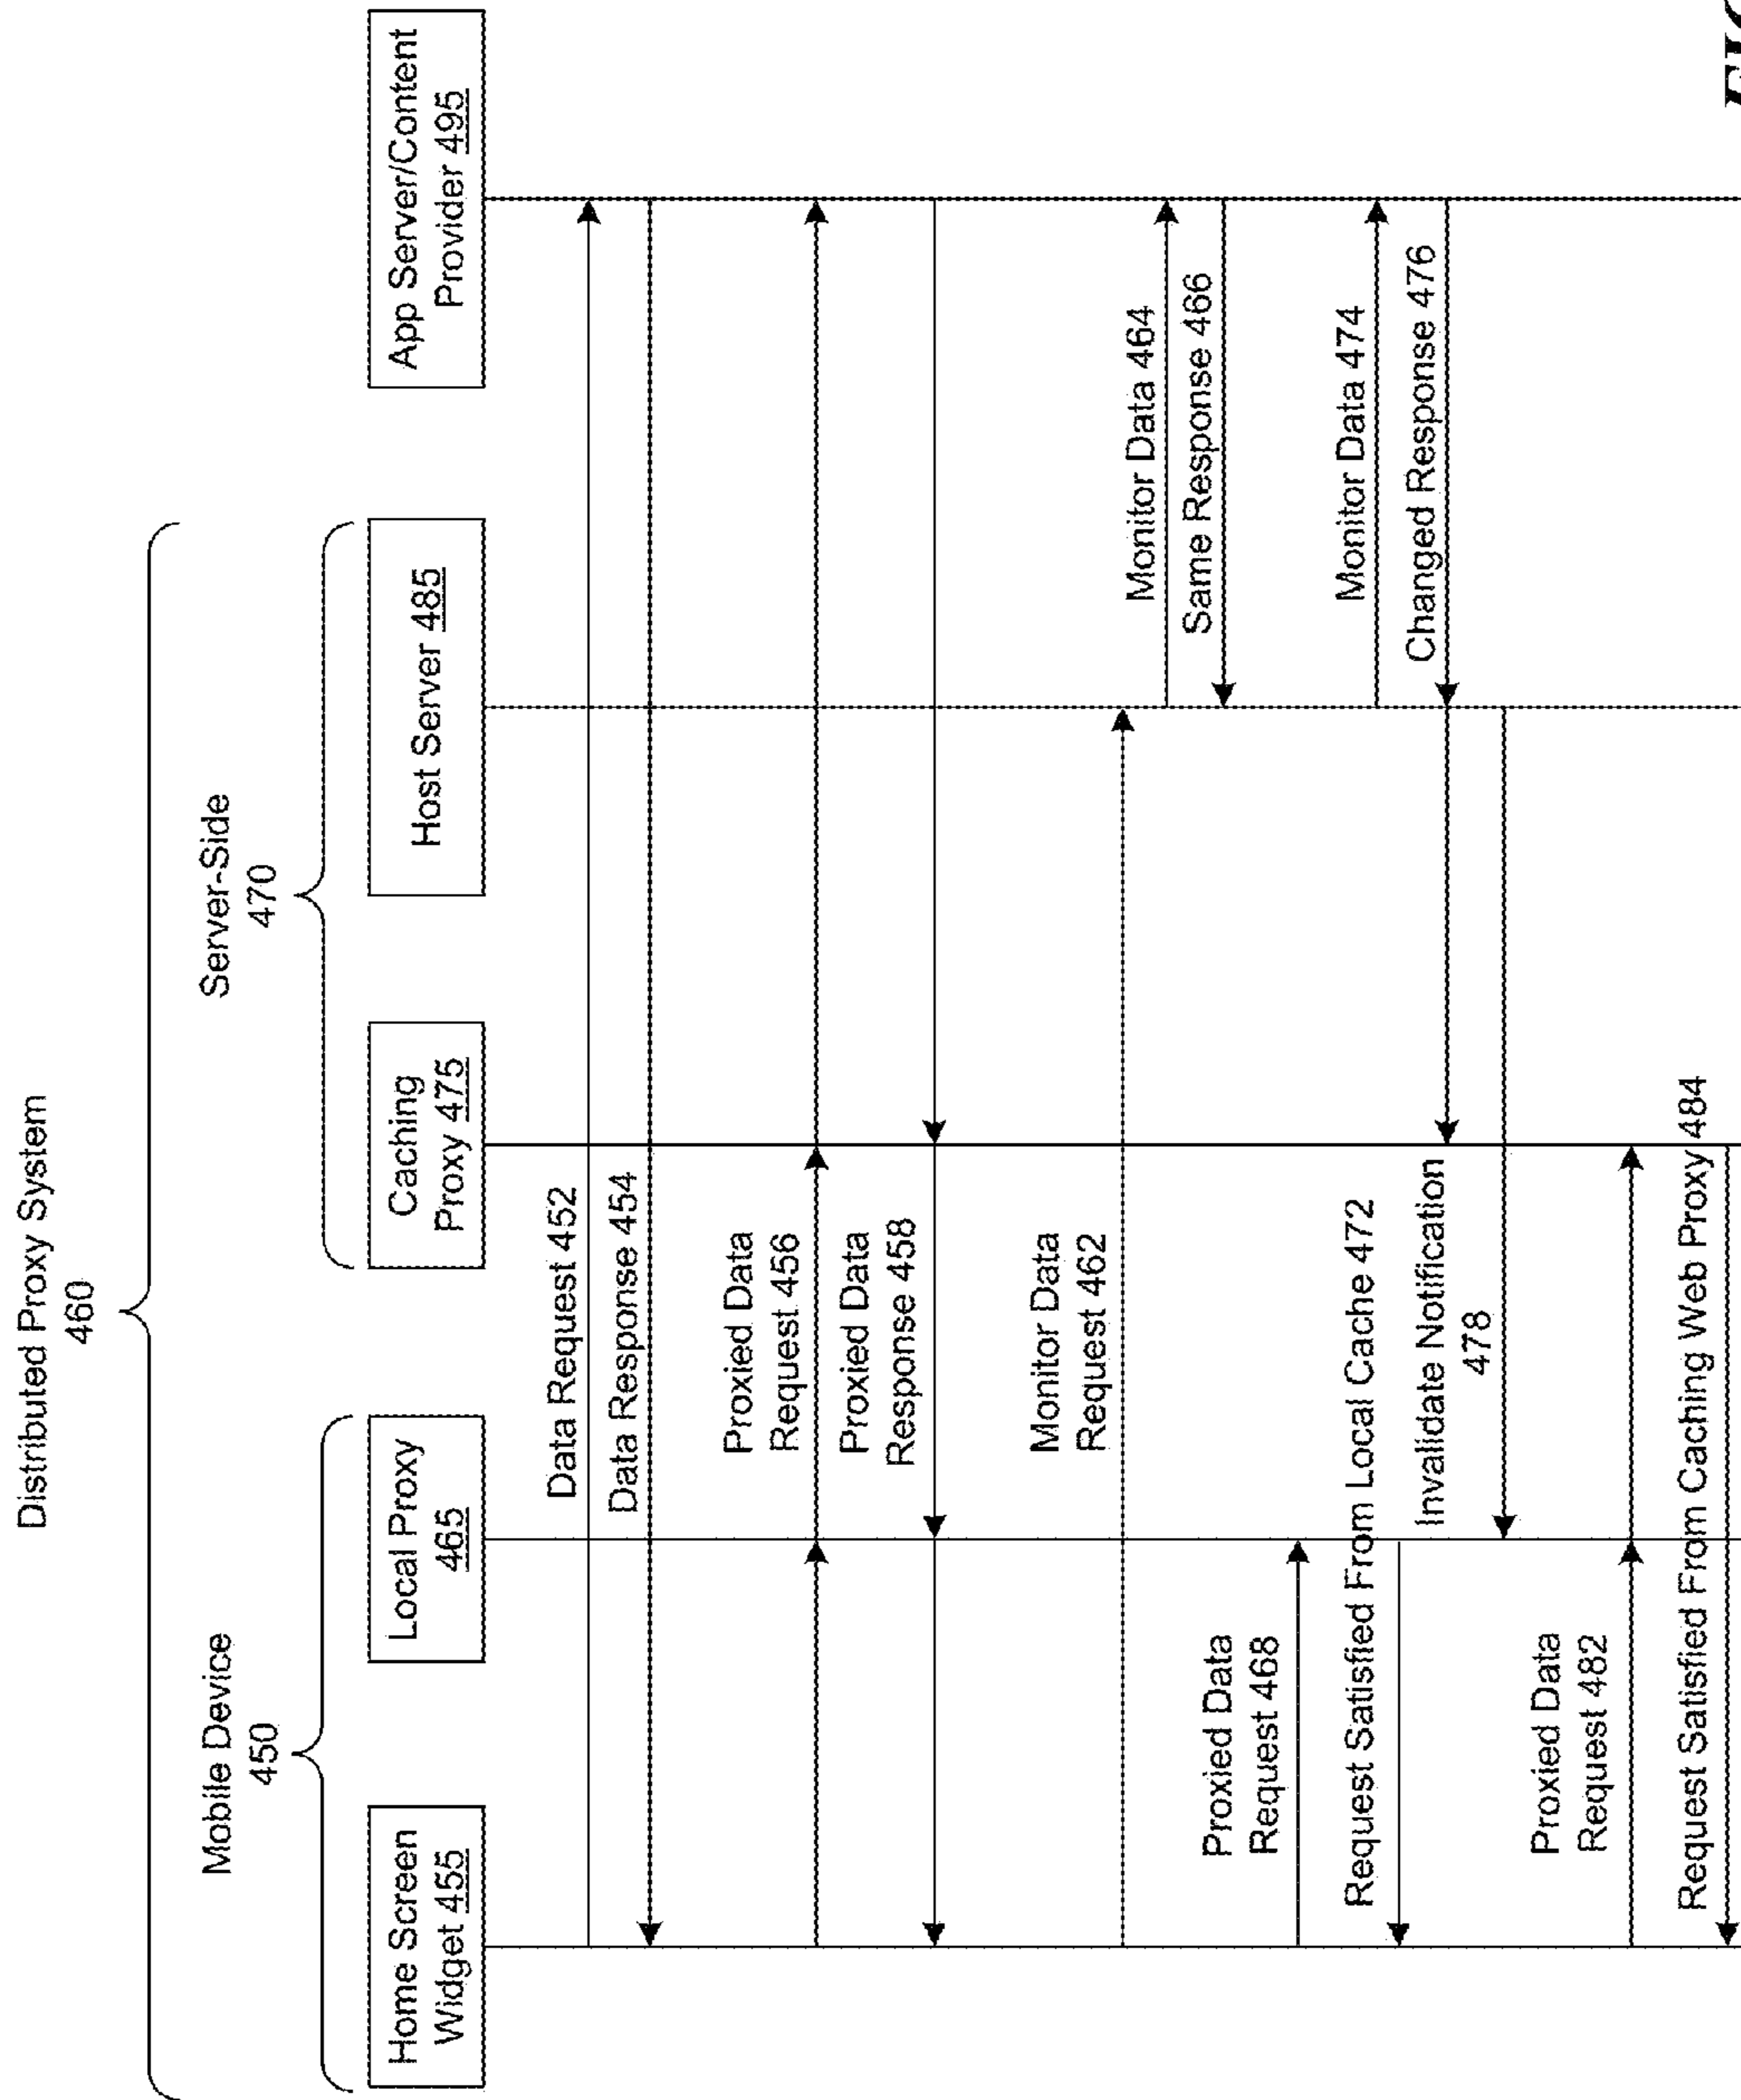 Distributed Proxy System
460
Mobile Device
450
Server-Side
470
Home Screen
Widget 455
Local Proxy
465
Caching
Proxy 475
Host Server 485
App Server/Content
Provider 495
Data Request 452
Data Response 454
Proxied Data
Request 456
Proxied Data
Response 458
Monitor Data
Request 462
Monitor Data 464
Same Response 466
Proxied Data
Request 468
Request Satisfied From Local Cache 472
Monitor Data 474
Changed Response 476
Invalidate Notification
478
Proxied Data
Request 482
Request Satisfied From Caching Web Proxy 484